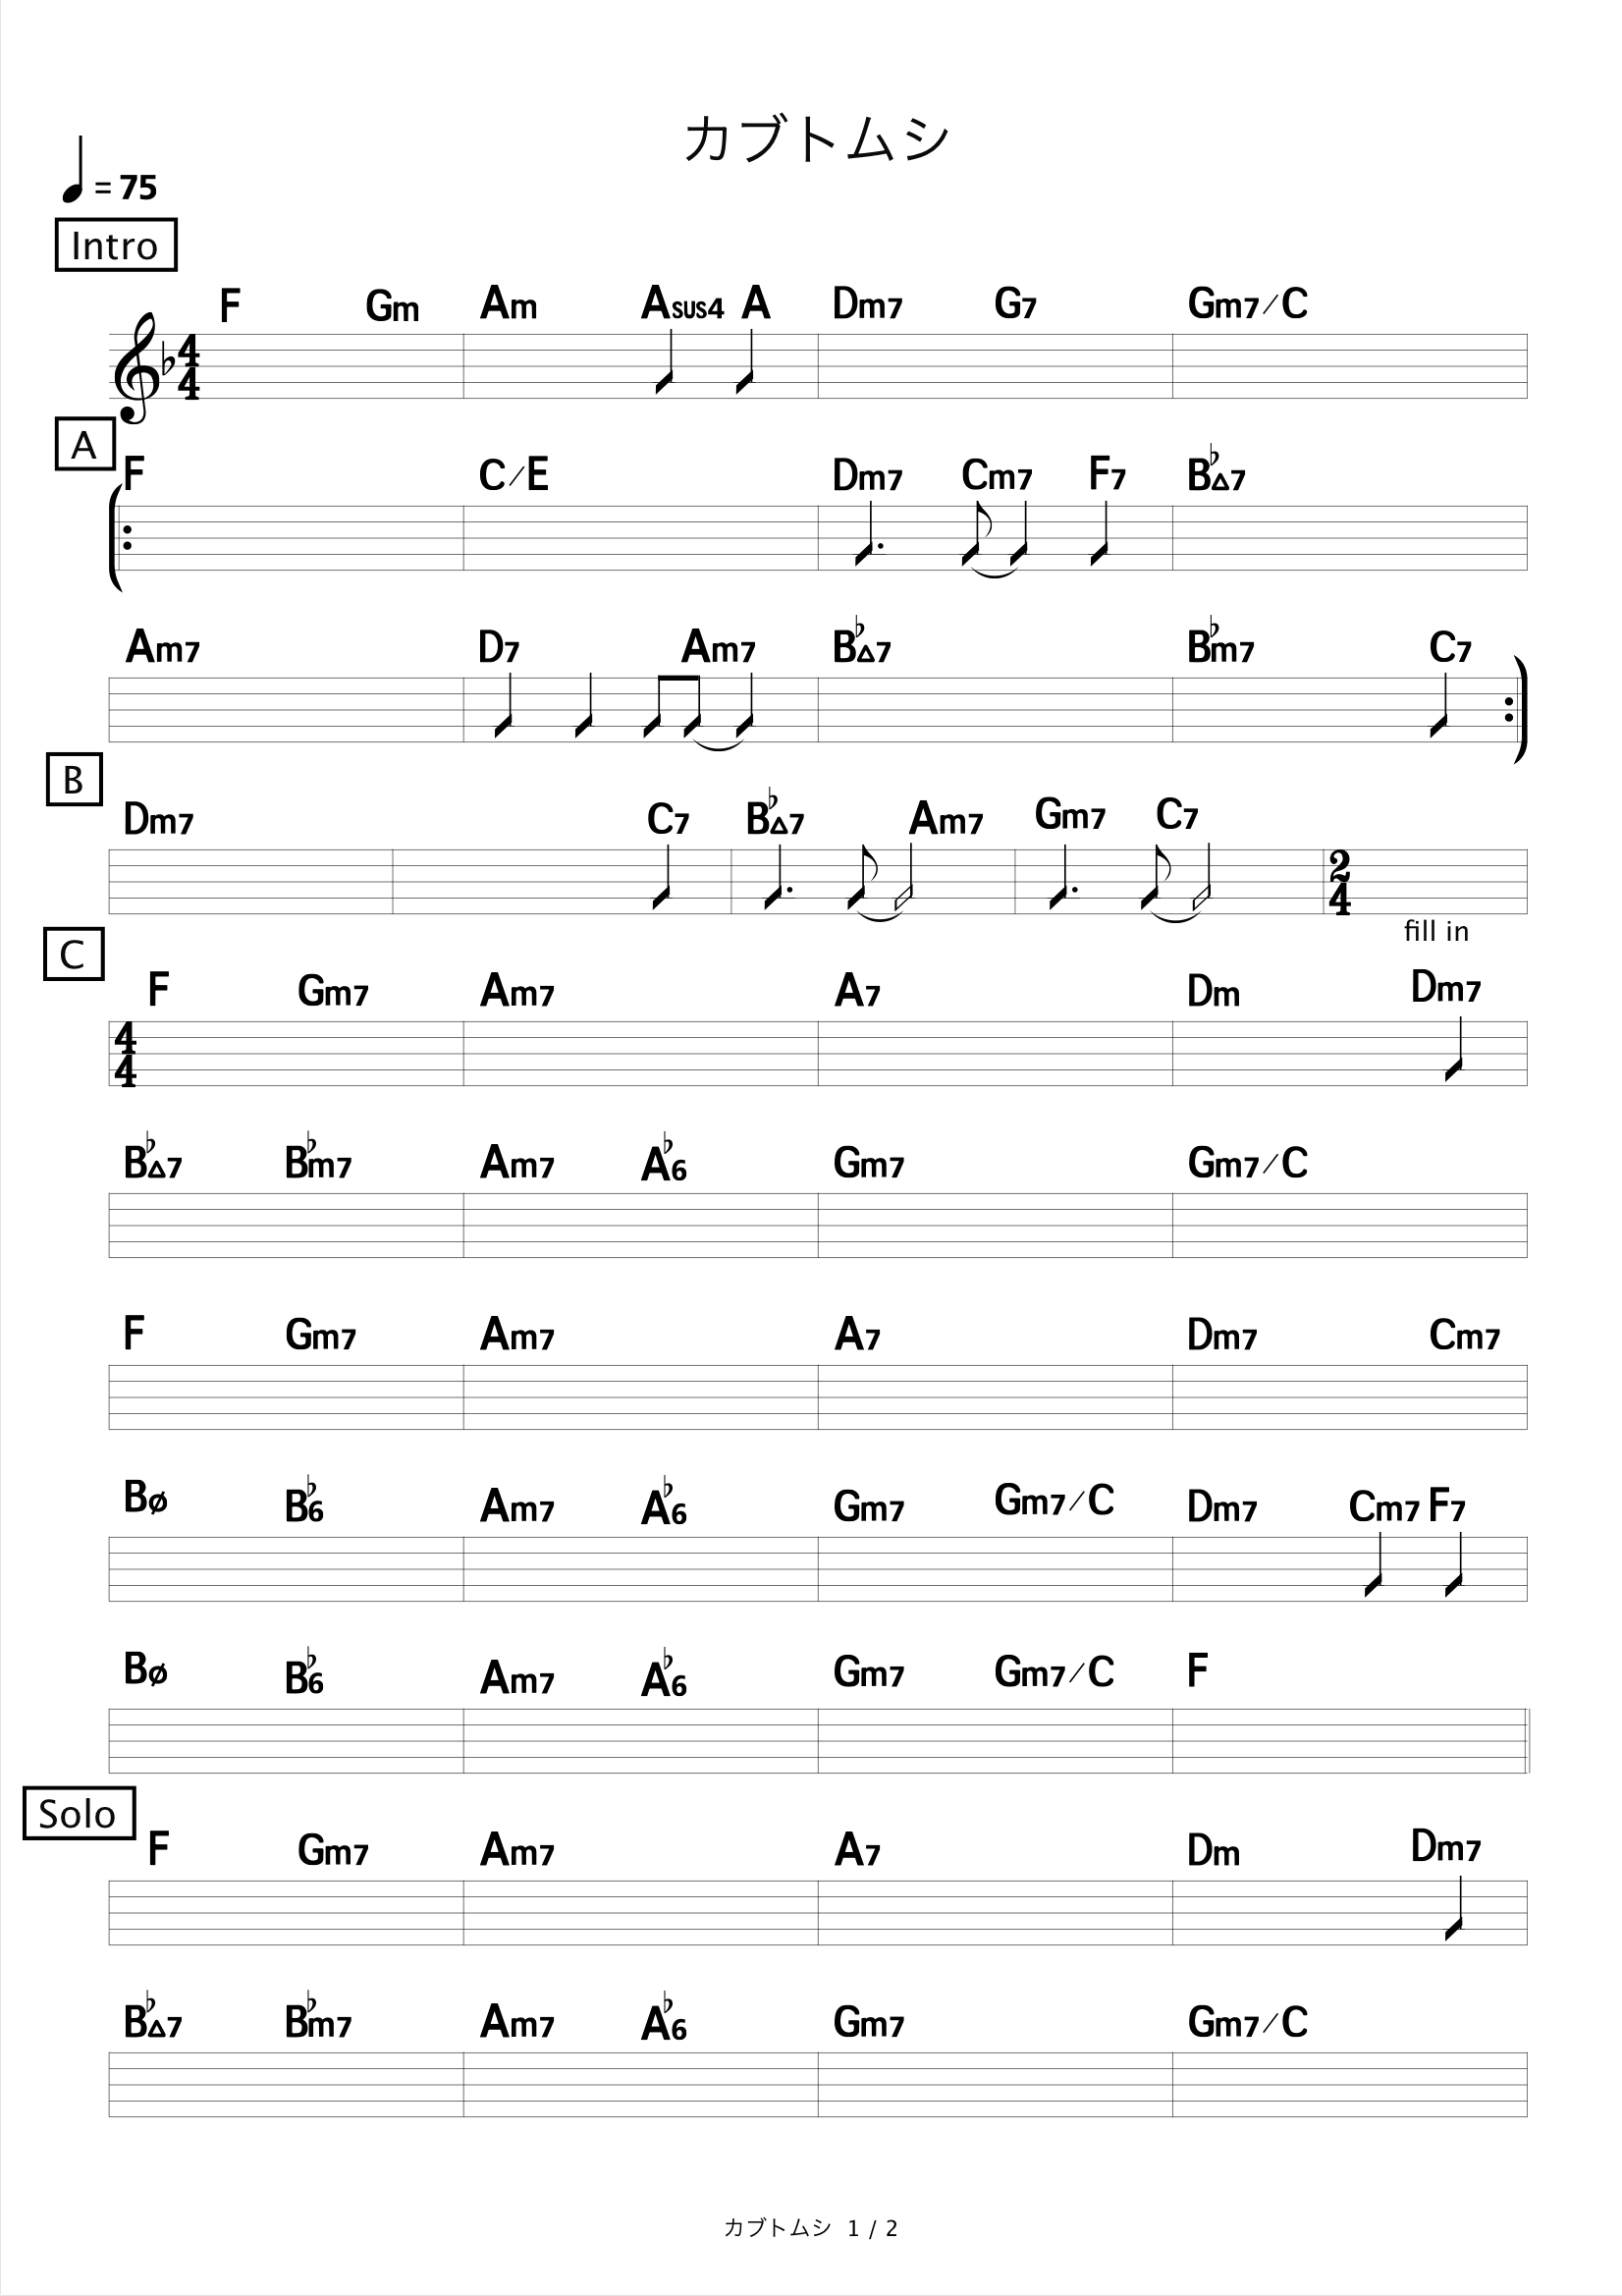 カブトムシ
= 75
Intro
F Gm Am Asus4 A Dm7 G7 Gm7/C
4
4
A
F C/E Dm7 Cm7 F7 B♭△7
Am7 D7 Am7 B♭△7 B♭m7 C7
B
Dm7 C7 B♭△7 Am7 Gm7 C7
2
4
fill in
C
F Gm7 Am7 A7 Dm Dm7
4
4
B♭△7 B♭m7 Am7 A♭6 Gm7 Gm7/C
F Gm7 Am7 A7 Dm7 Cm7
Bø B♭6 Am7 A♭6 Gm7 Gm7/C Dm7 Cm7 F7
Bø B♭6 Am7 A♭6 Gm7 Gm7/C F
Solo
F Gm7 Am7 A7 Dm Dm7
B♭△7 B♭m7 Am7 A♭6 Gm7 Gm7/C
カブトムシ 1 / 2